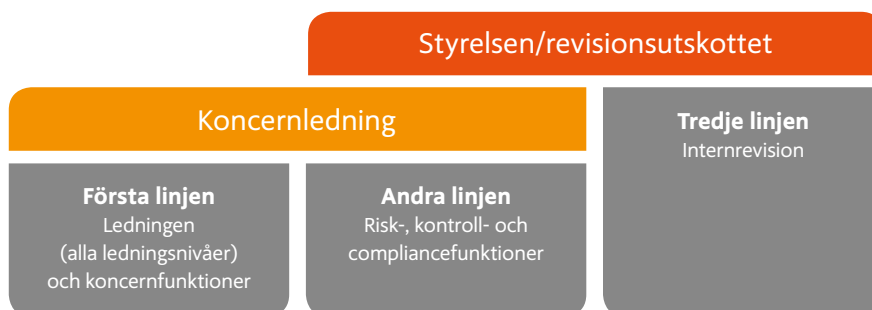 Styrelsen/revisionsutskottet
Koncernledning
Första linjen
Ledningen
(alla ledningsnivåer)
och koncernfunktioner
Andra linjen
Risk-, kontroll- och
compliancefunktioner
Tredje linjen
Internrevision